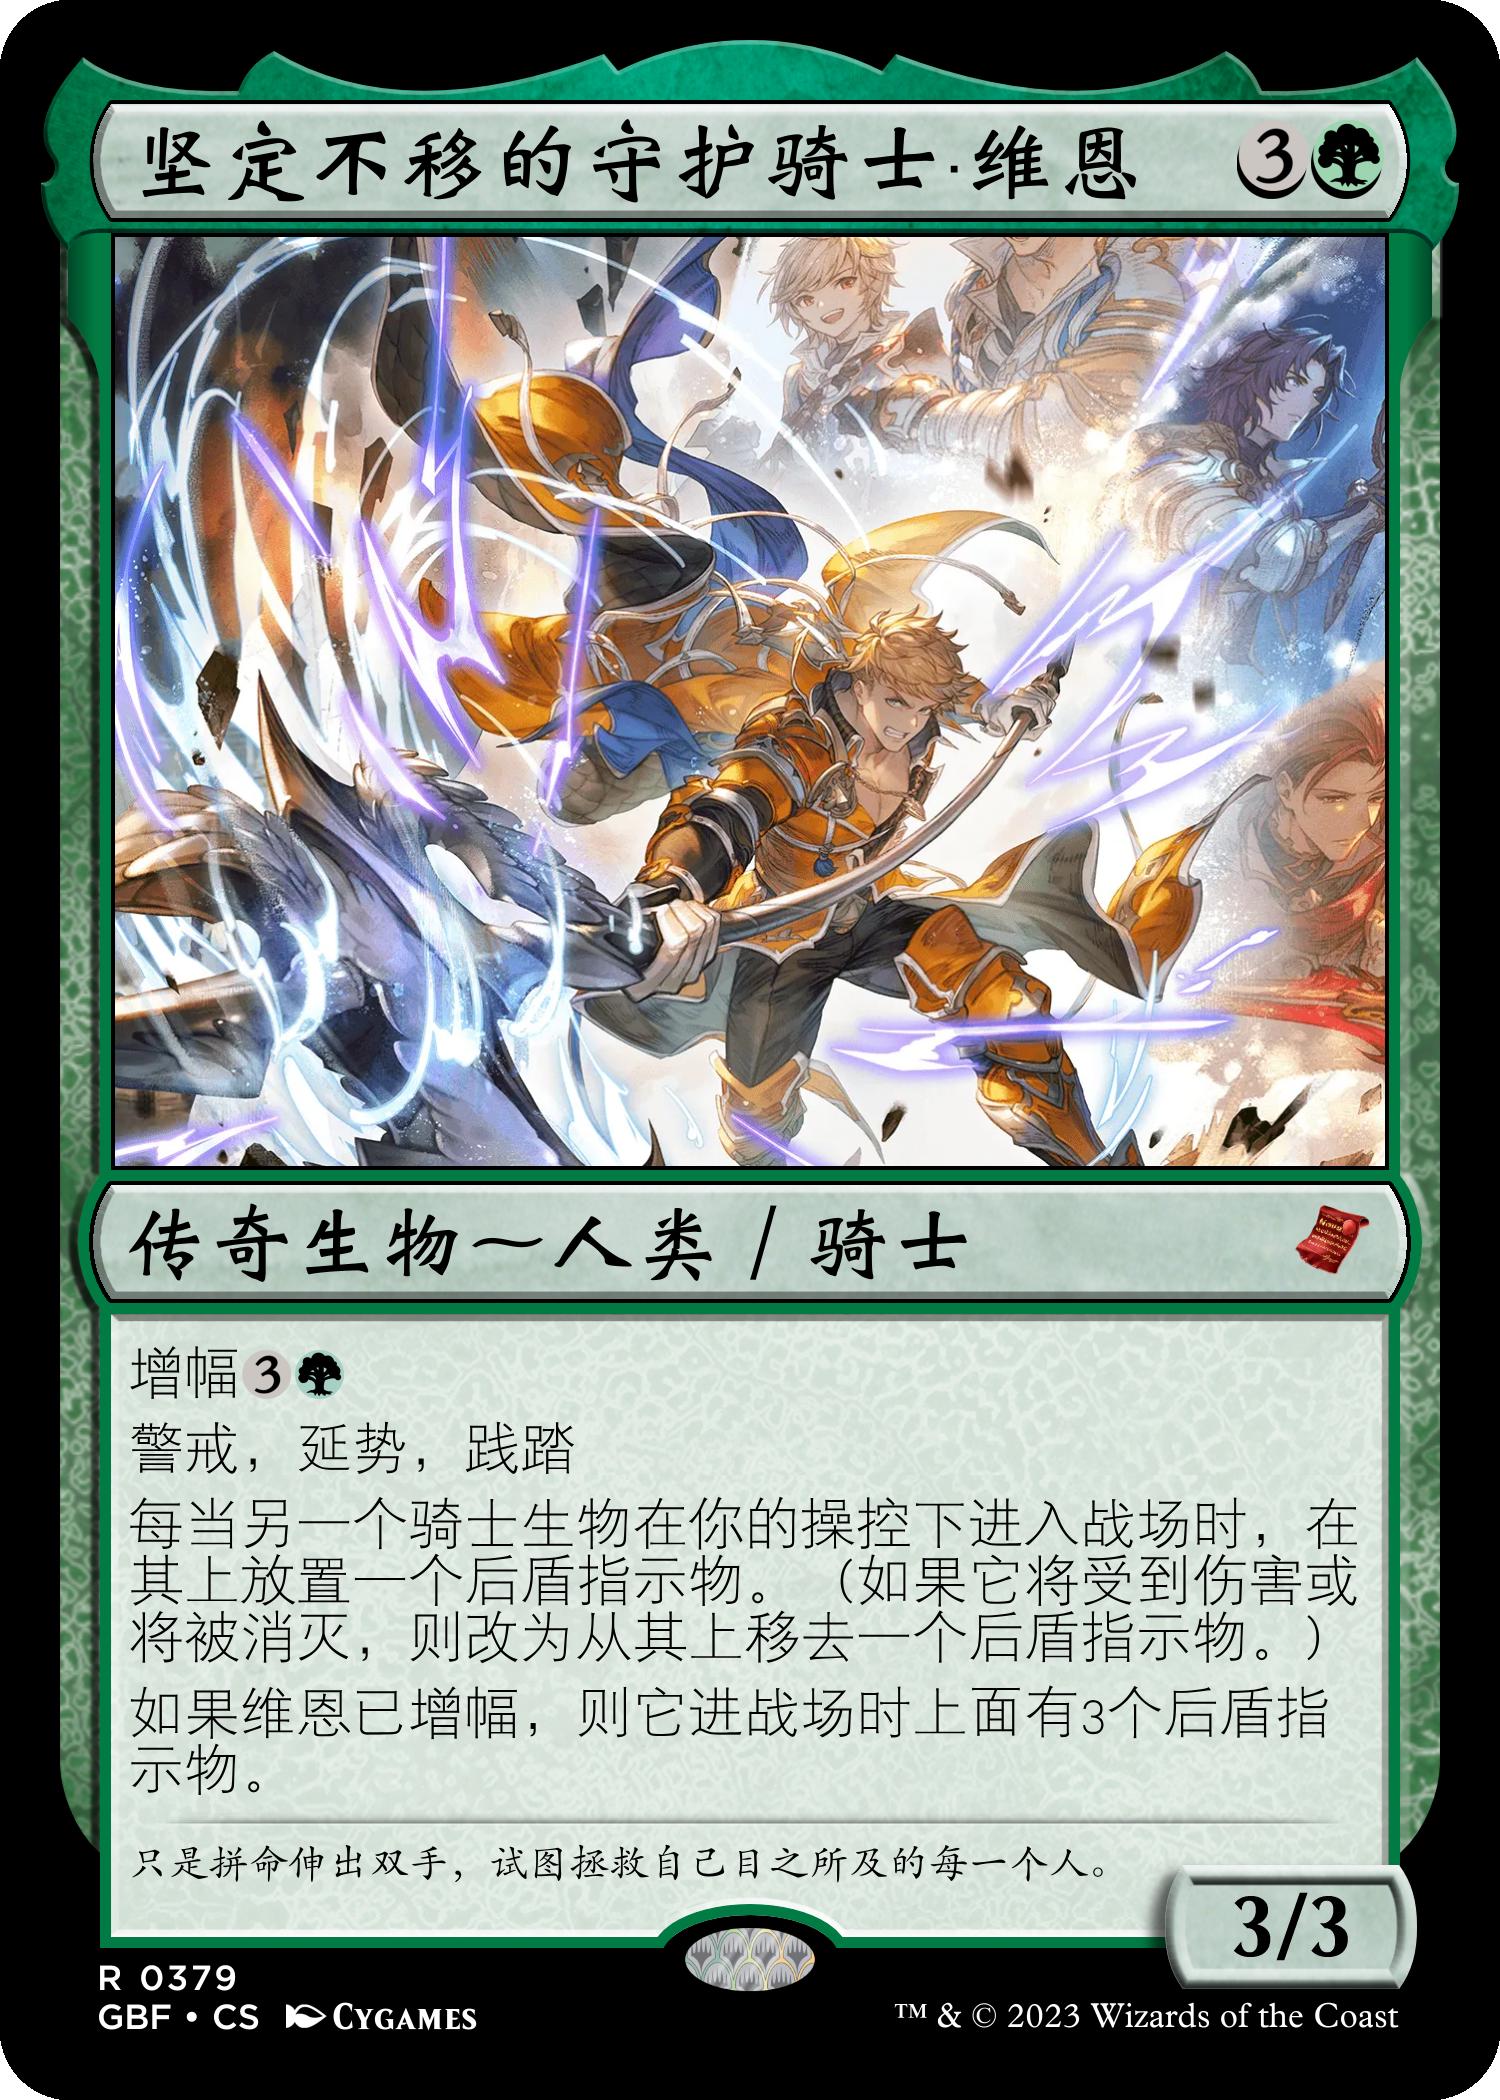 坚定不移的守护骑士·维恩 3
传奇生物～人类 / 骑士
增幅3
警戒，延势，践踏
每当另一个骑士生物在你的操控下进入战场时，在
其上放置一个后盾指示物。（如果它将受到伤害或
将被消灭，则改为从其上移去一个后盾指示物。）
如果维恩已增幅，则它进战场时上面有3个后盾指
示物。
只是拼命伸出双手，试图拯救自己目之所及的每一个人。
3/3
R 0379
GBF • CS CYGAMES
™ & © 2023 Wizards of the Coast